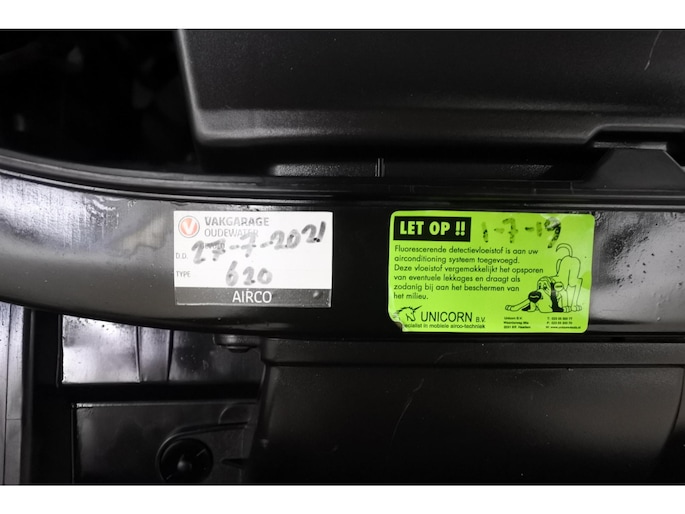 VAKGARAGE
OUDEWATER
D.D. 27-7-2021
TYPE 620
AIRCO
LET OP !! 1-7-19
Fluorescerende detectievloeistof is aan uw
airconditioning systeem toegevoegd.
Deze vloeistof vergemakkelijkt het opsporen
van eventuele lekkages en draagt als
zodanig bij aan het beschermen van
het milieu.
UNICORN B.V.
specialist in mobiele airco-techniek
Unicorn B.V.